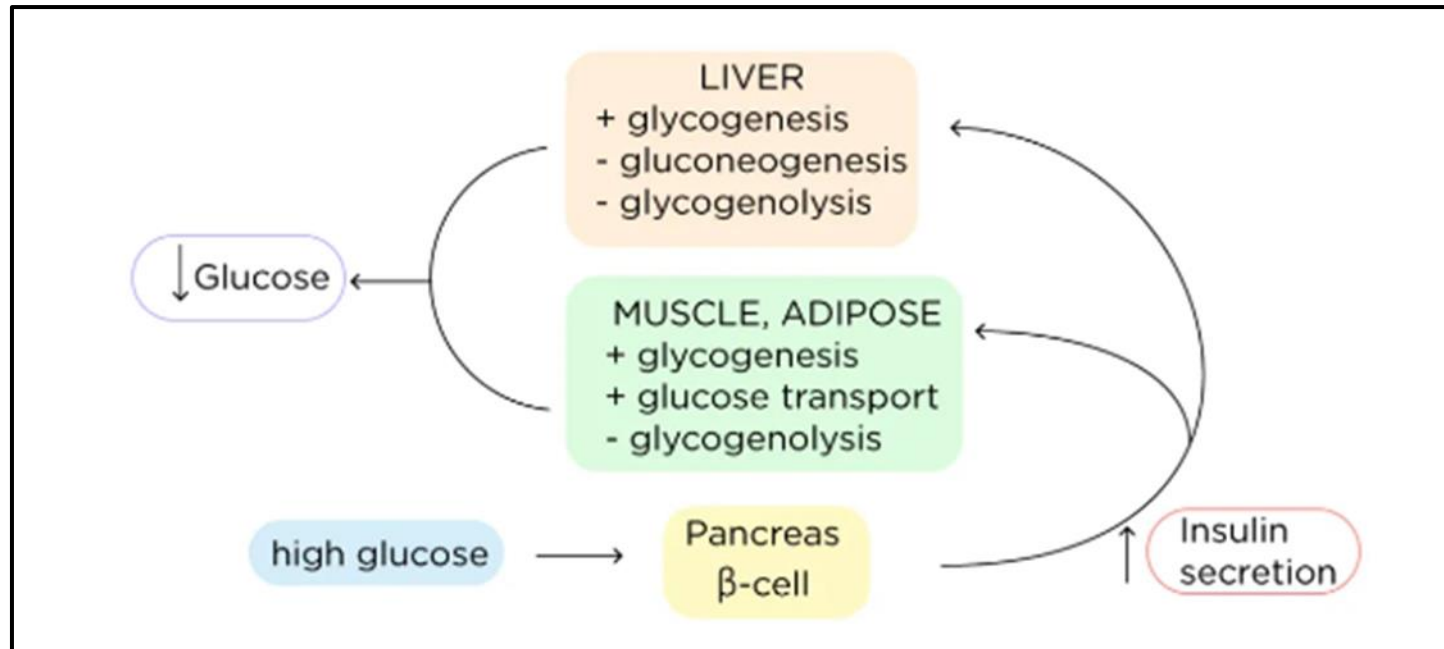 LIVER
+ glycogenesis
- gluconeogenesis
- glycogenolysis
↓ Glucose
MUSCLE, ADIPOSE
+ glycogenesis
+ glucose transport
- glycogenolysis
high glucose
Pancreas
β-cell
↑ Insulin
secretion